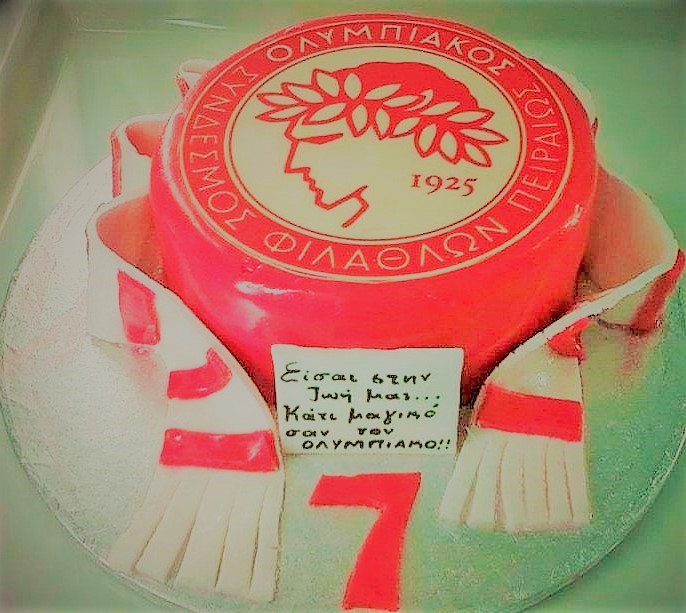 ΟΛΥΜΠΙΑΚΟΣ
ΣΥΝΔΕΣΜΟΣ ΦΙΛΑΘΛΩΝ ΠΕΙΡΑΙΩΣ
1925
Είσαι στην
Ζωή μας...
Κάτι μαγικό
σαν τον
ΟΛΥΜΠΙΑΚΟ!!
7